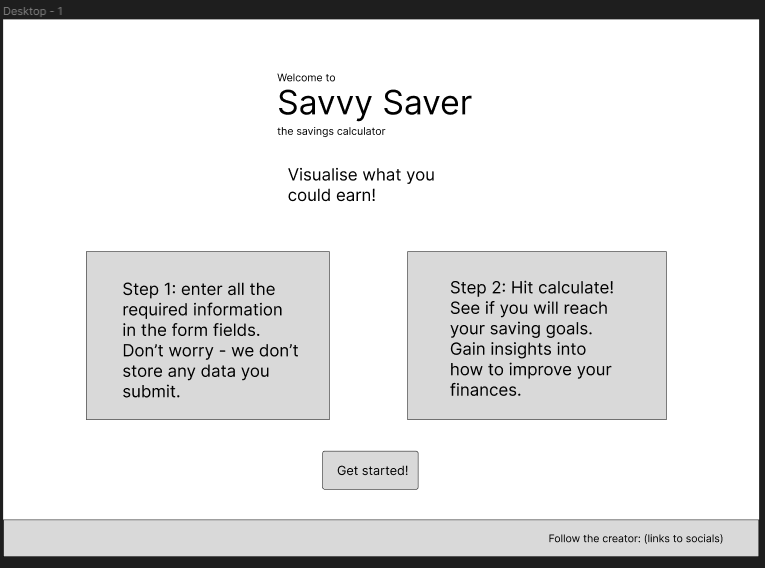 Desktop - 1
Welcome to
Savvy Saver
the savings calculator
Visualise what you
could earn!
Step 1: enter all the
required information
in the form fields.
Don’t worry - we don’t
store any data you
submit.
Step 2: Hit calculate!
See if you will reach
your saving goals.
Gain insights into
how to improve your
finances.
Get started!
Follow the creator: (links to socials)